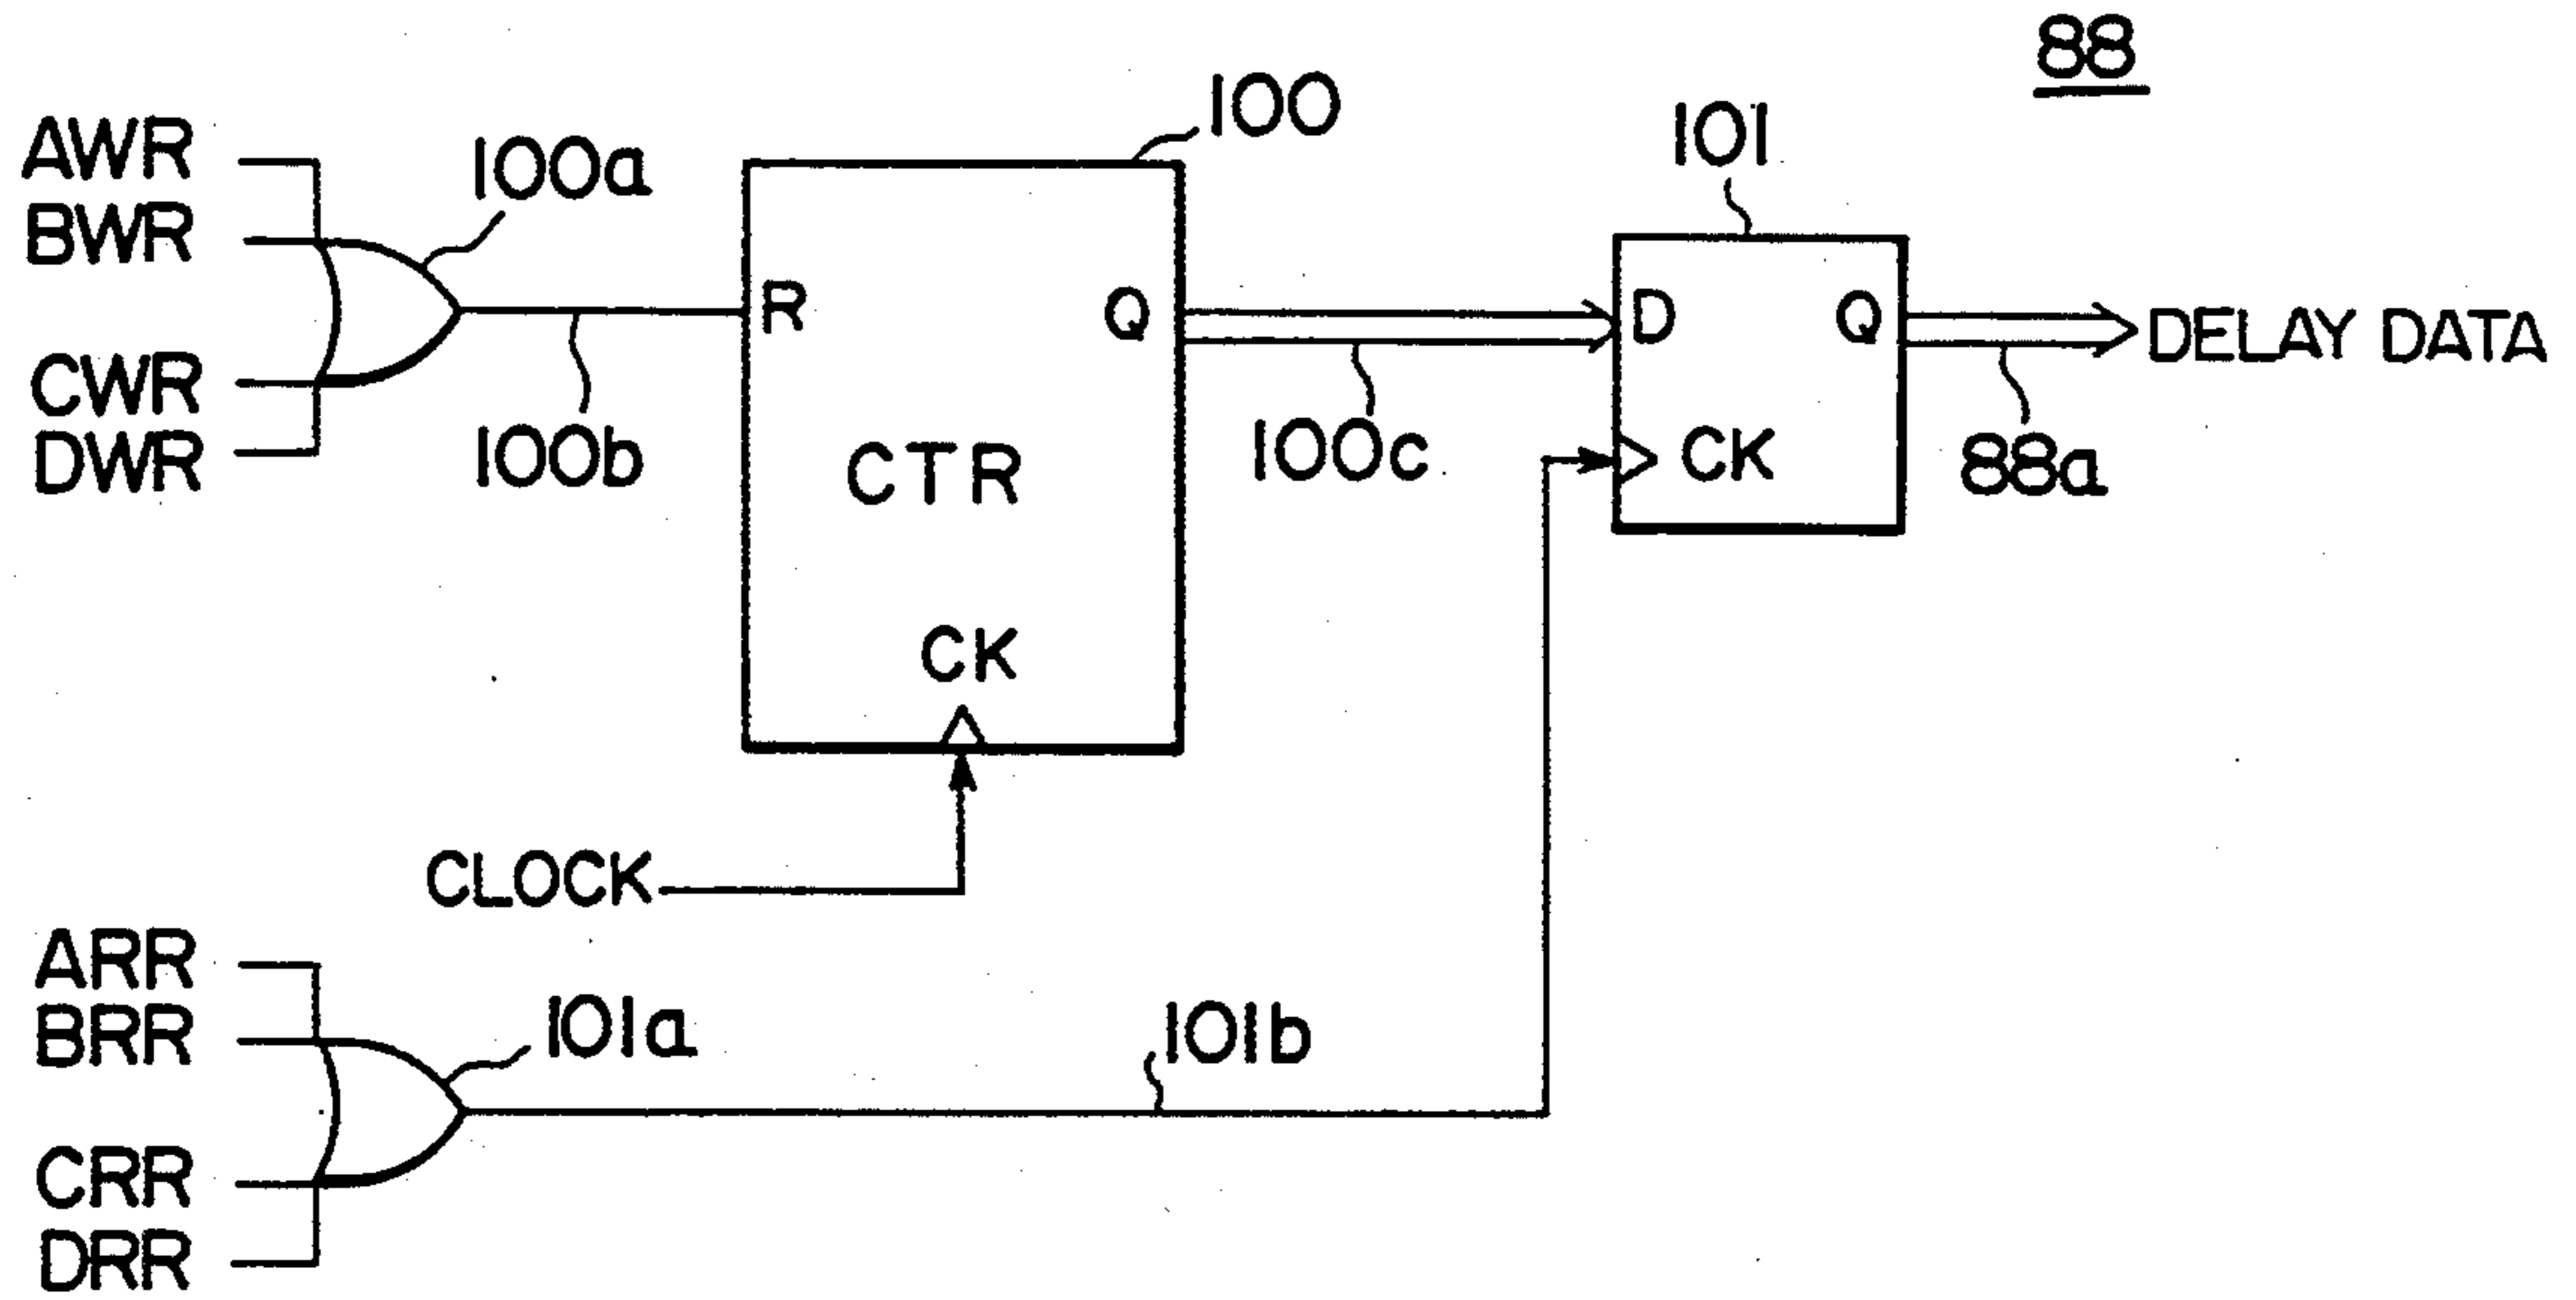 88
AWR
BWR
CWR
DWR
100a
100b
100
R
Q
CTR
CK
CLOCK
100c
101
D
Q
CK
88a
DELAY DATA
ARR
BRR
CRR
DRR
101a
101b